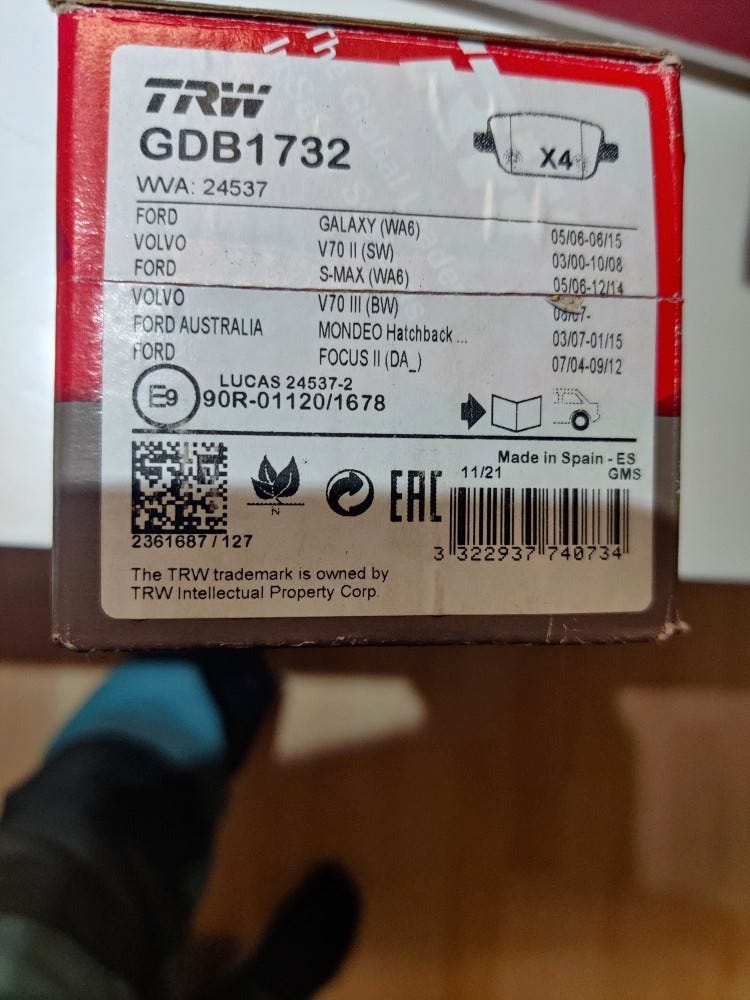 TRW
GDB1732
X4
WVA: 24537
FORD GALAXY (WA6) 05/06-06/15
VOLVO V70 II (SW) 03/00-10/08
FORD S-MAX (WA6) 05/06-12/14
VOLVO V70 III (BW) 08/07-
FORD AUSTRALIA MONDEO Hatchback ... 03/07-01/15
FORD FOCUS II (DA_) 07/04-09/12
LUCAS 24537-2
E9 90R-01120/1678
Made in Spain - ES
11/21 GMS
N
EAC
2361687 / 127
3 322937 740734
The TRW trademark is owned by
TRW Intellectual Property Corp.